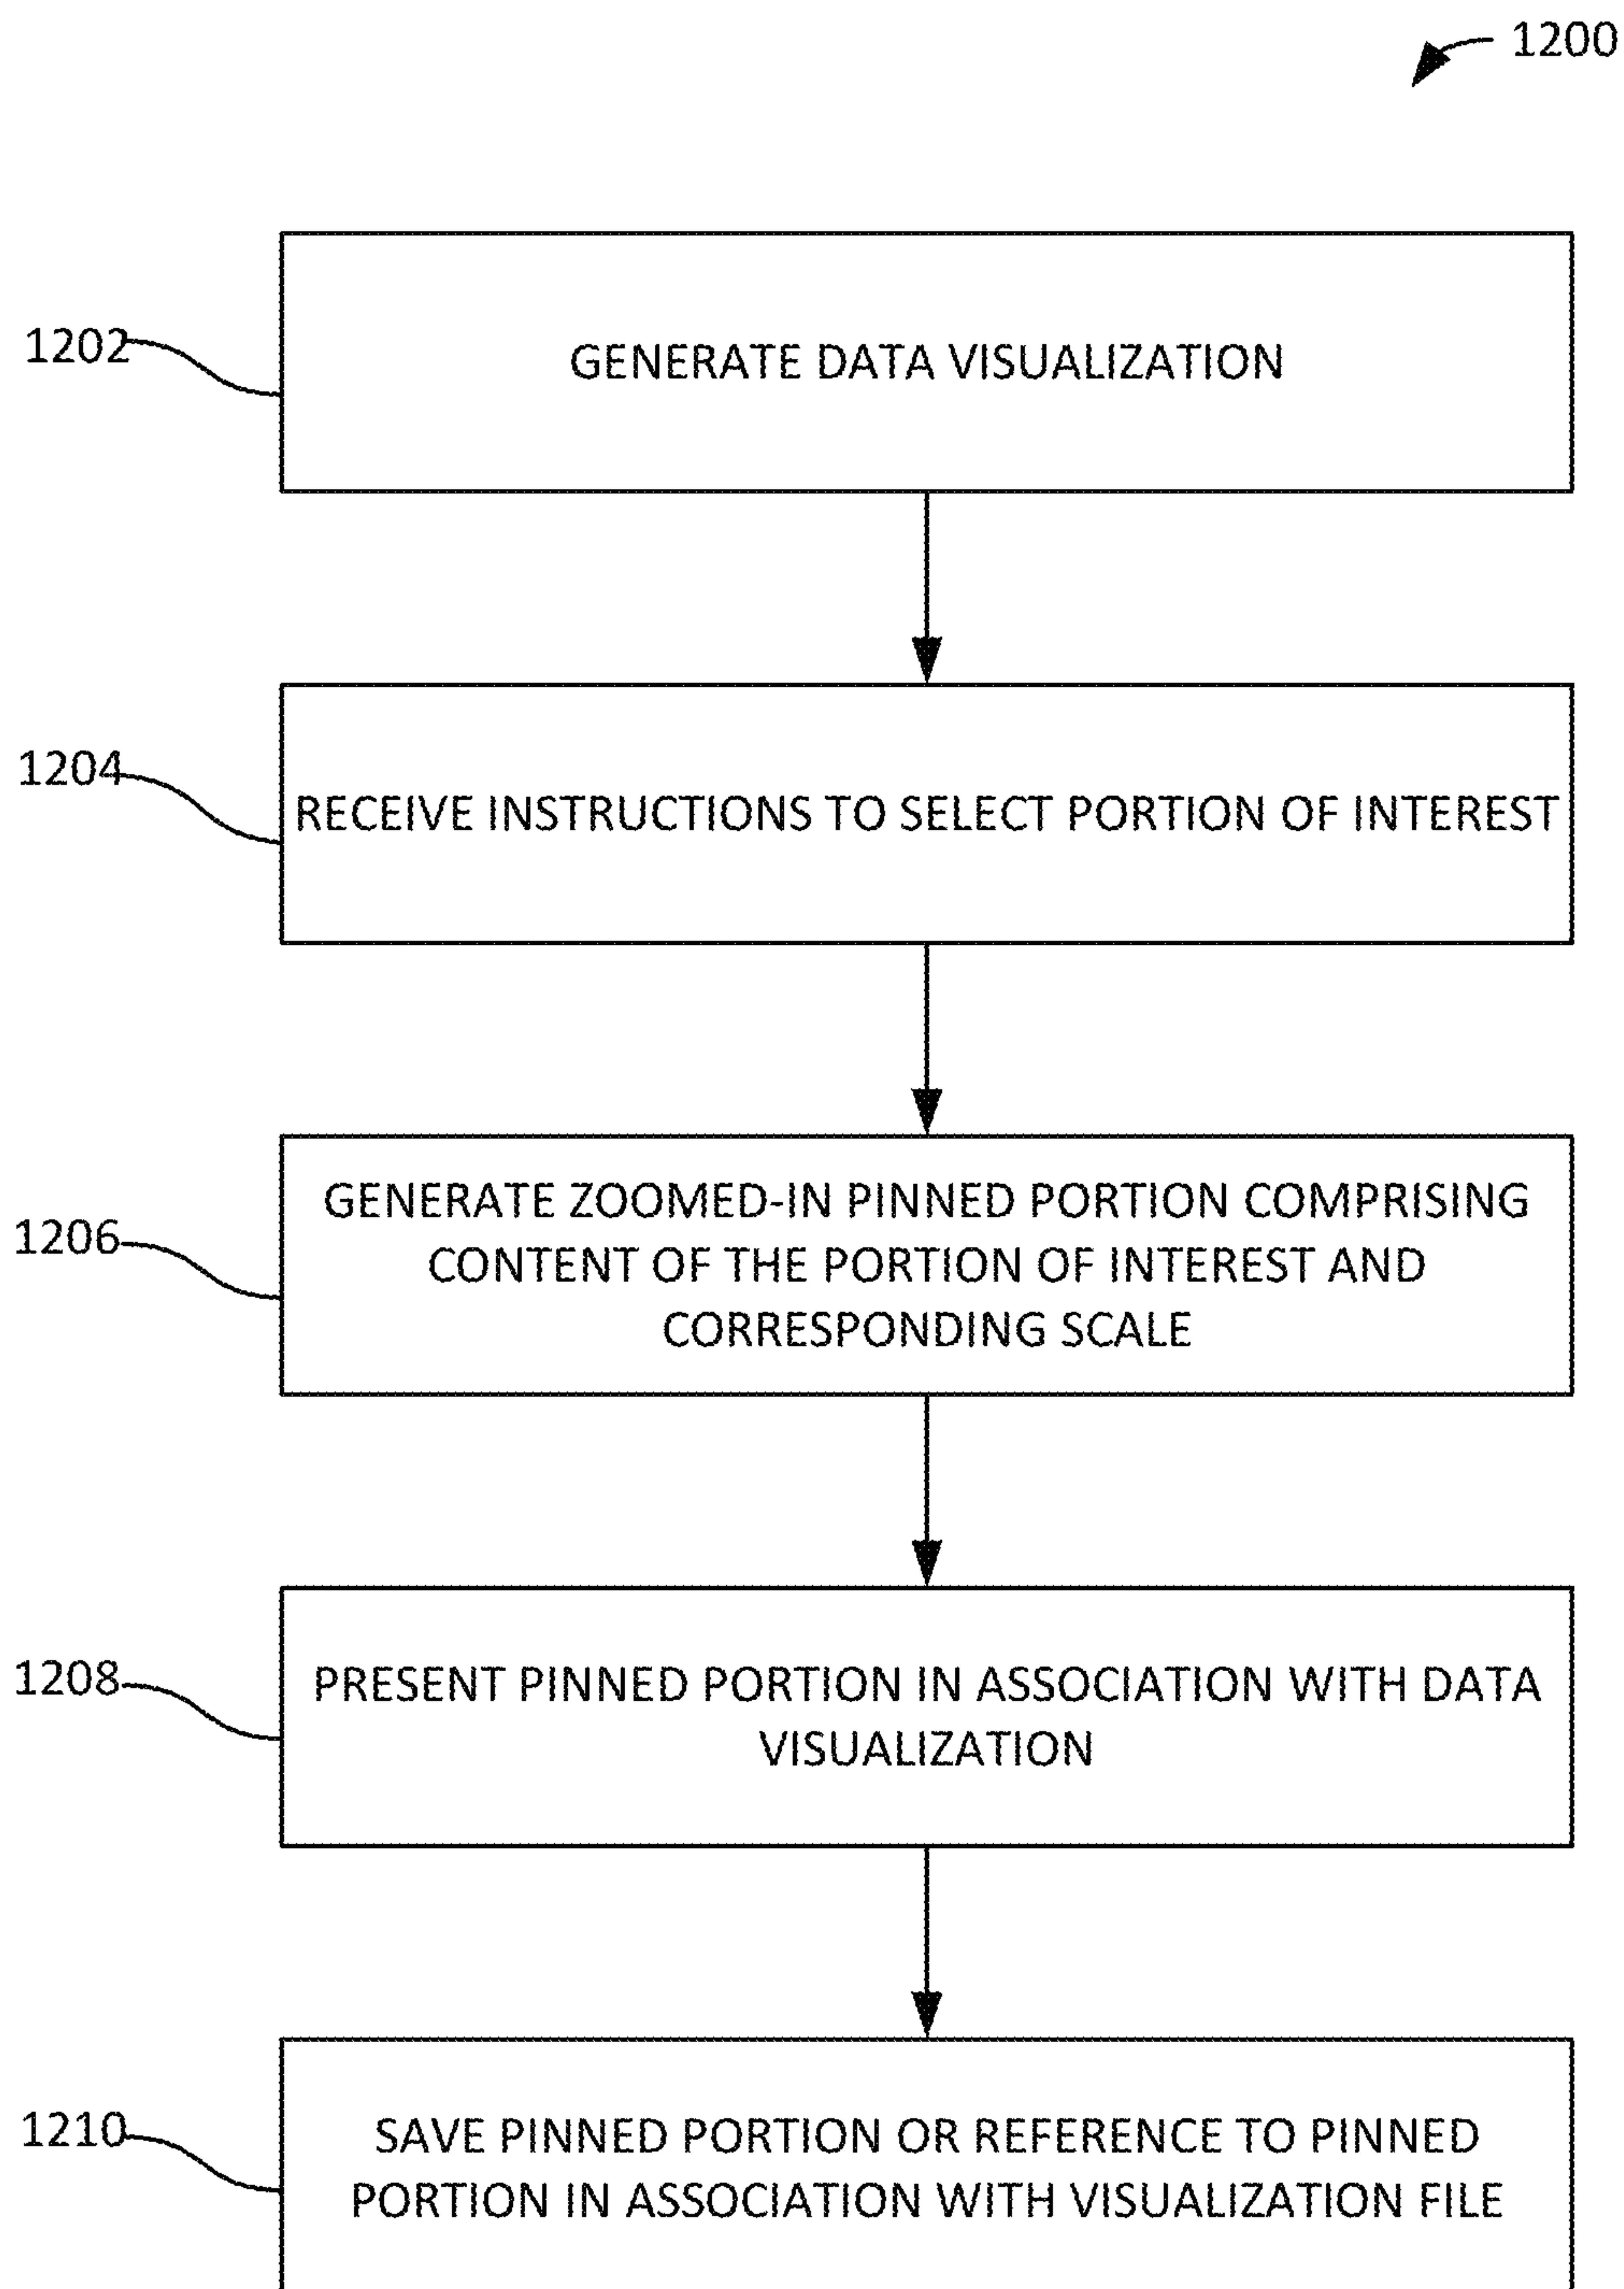 1200
1202
GENERATE DATA VISUALIZATION
1204
RECEIVE INSTRUCTIONS TO SELECT PORTION OF INTEREST
1206
GENERATE ZOOMED-IN PINNED PORTION COMPRISING
CONTENT OF THE PORTION OF INTEREST AND
CORRESPONDING SCALE
1208
PRESENT PINNED PORTION IN ASSOCIATION WITH DATA
VISUALIZATION
1210
SAVE PINNED PORTION OR REFERENCE TO PINNED
PORTION IN ASSOCIATION WITH VISUALIZATION FILE